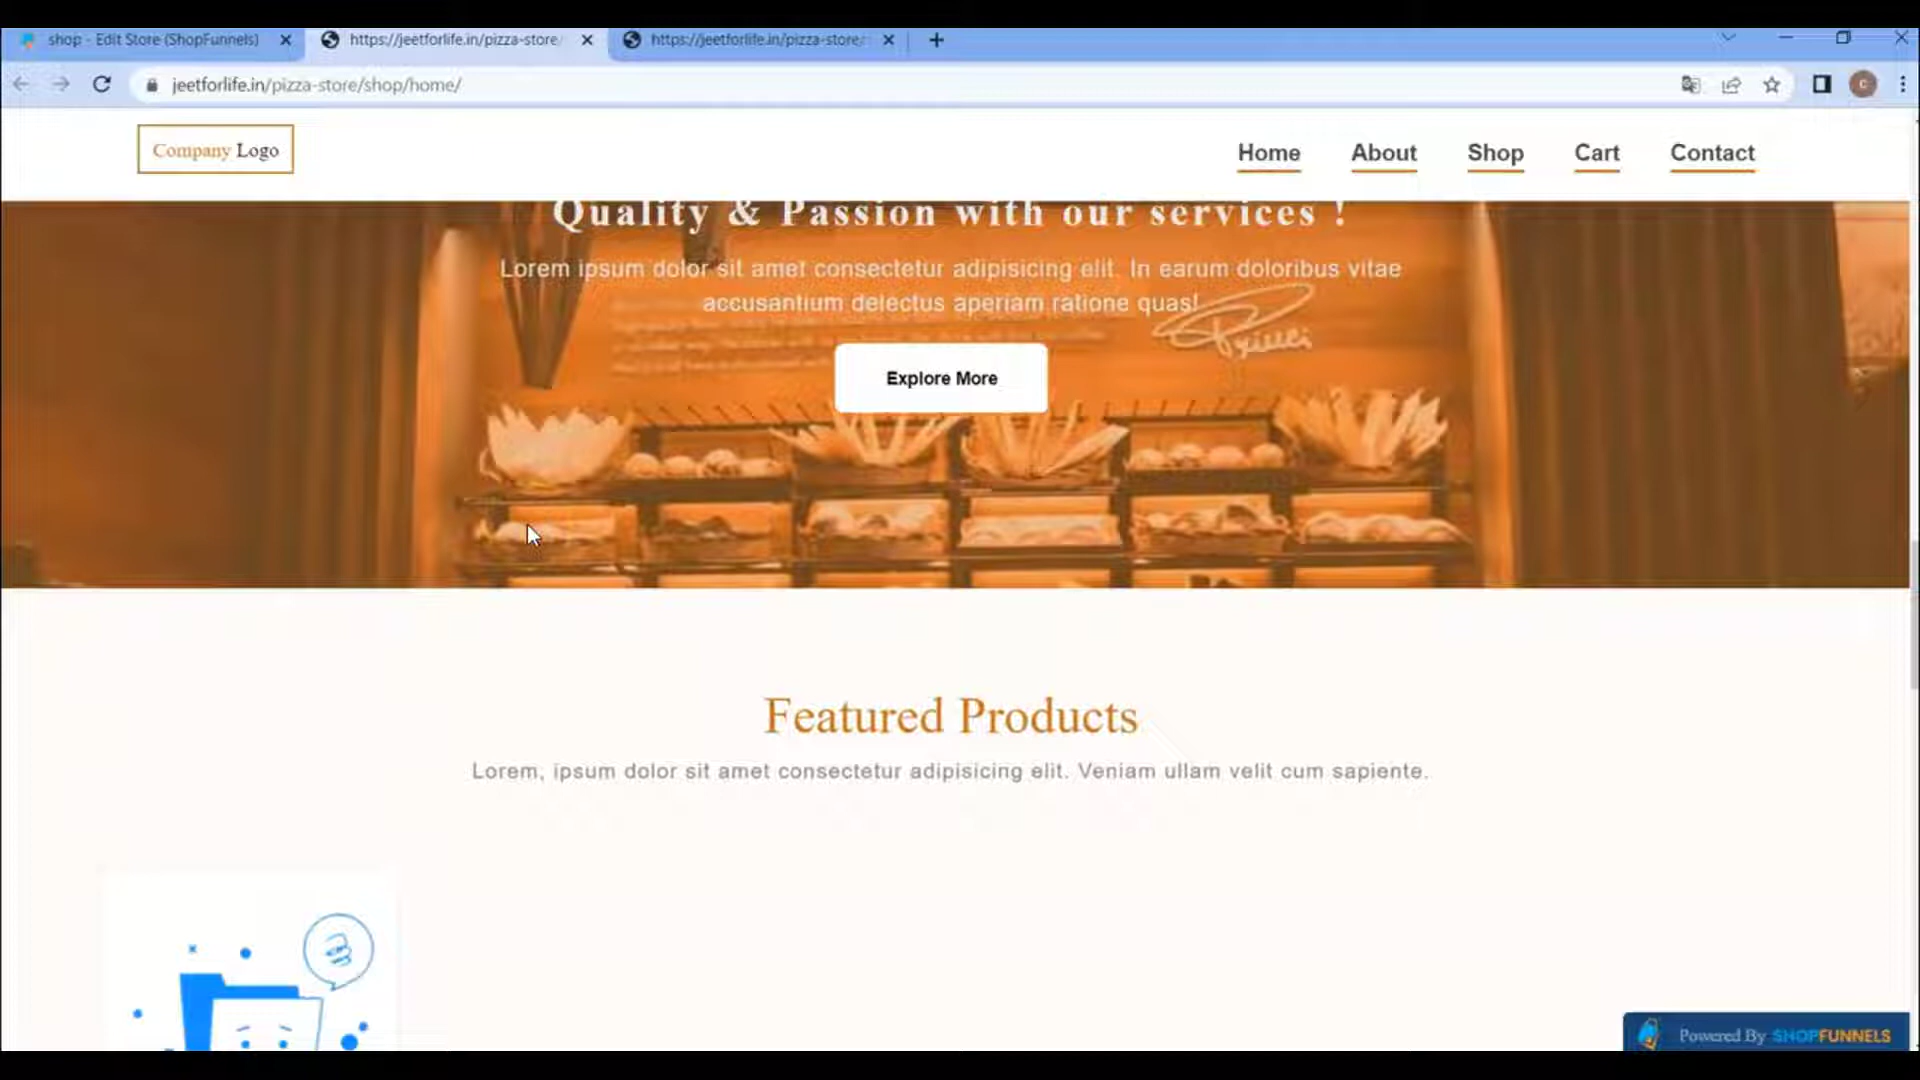 shop - Edit Store (ShopFunnels)
https://jeetforlife.in/pizza-store/
https://jeetforlife.in/pizza-store/
jeetforlife.in/pizza-store/shop/home/
Company Logo
Home About Shop Cart Contact
Quality & Passion with our services !
Lorem ipsum dolor sit amet consectetur adipisicing elit. In earum doloribus vitae
accusantium delectus aperiam ratione quas!
Explore More
Featured Products
Lorem, ipsum dolor sit amet consectetur adipisicing elit. Veniam ullam velit cum sapiente.
Powered By SHOPFUNNELS